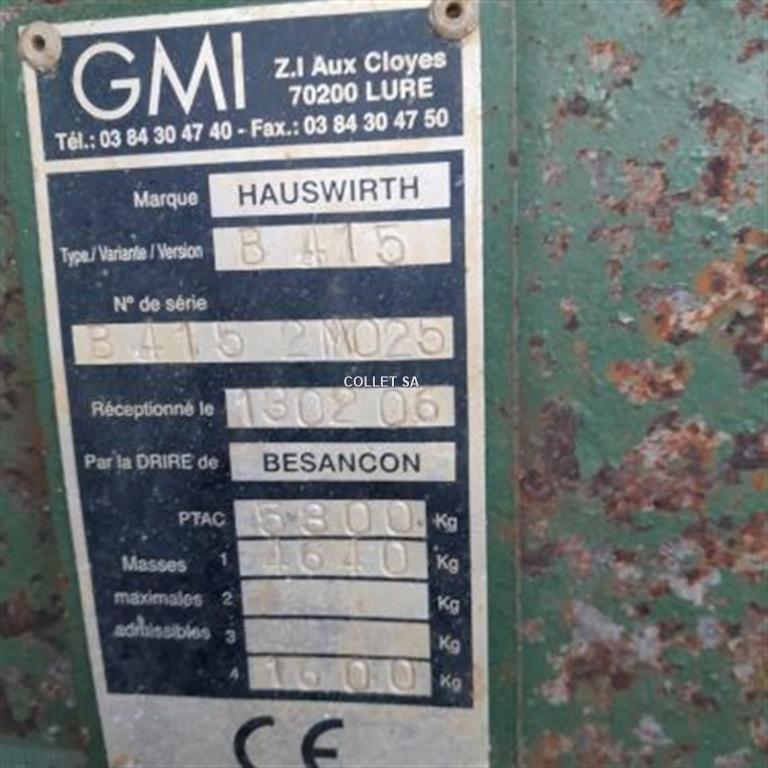 GMI
Z.I Aux Cloyes
70200 LURE
Tél.: 03 84 30 47 40 - Fax.: 03 84 30 47 50
Marque HAUSWIRTH
Type./ Variante / Version B 415
N° de série
B 415 2M025
COLLET SA
Réceptionné le 130206
Par la DRIRE de BESANCON
PTAC 5800 Kg
Masses 1 4640 Kg
maximales 2 Kg
admissibles 3 Kg
4 Kg
CE